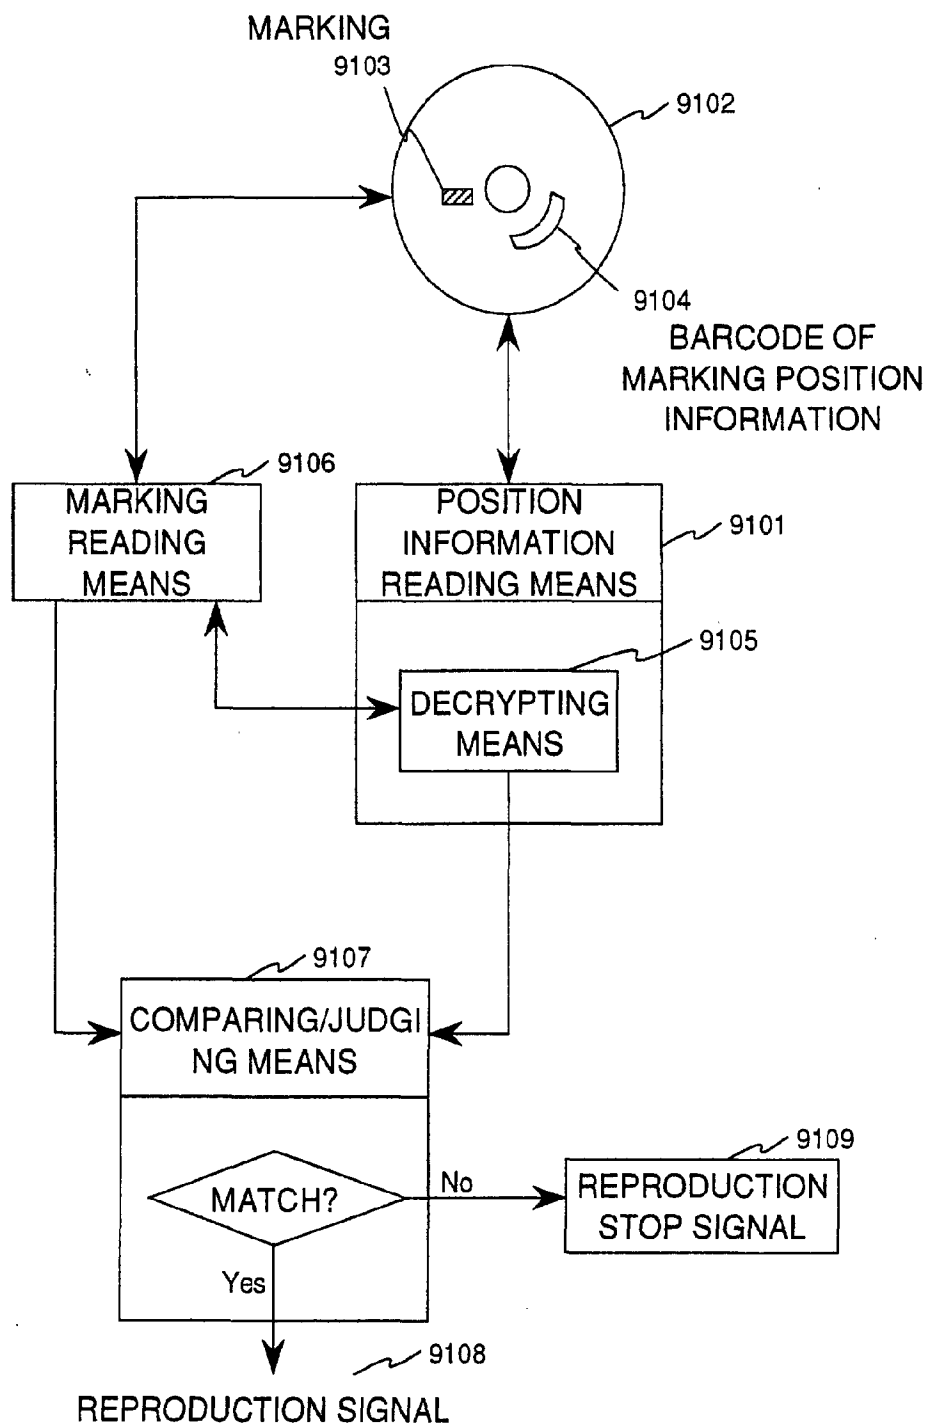 MARKING
9103
9102
9104
BARCODE OF
MARKING POSITION
INFORMATION
9106
MARKING
READING
MEANS
POSITION
INFORMATION
READING MEANS
9101
9105
DECRYPTING
MEANS
9107
COMPARING/JUDGI
NG MEANS
MATCH?
No
9109
REPRODUCTION
STOP SIGNAL
Yes
9108
REPRODUCTION SIGNAL